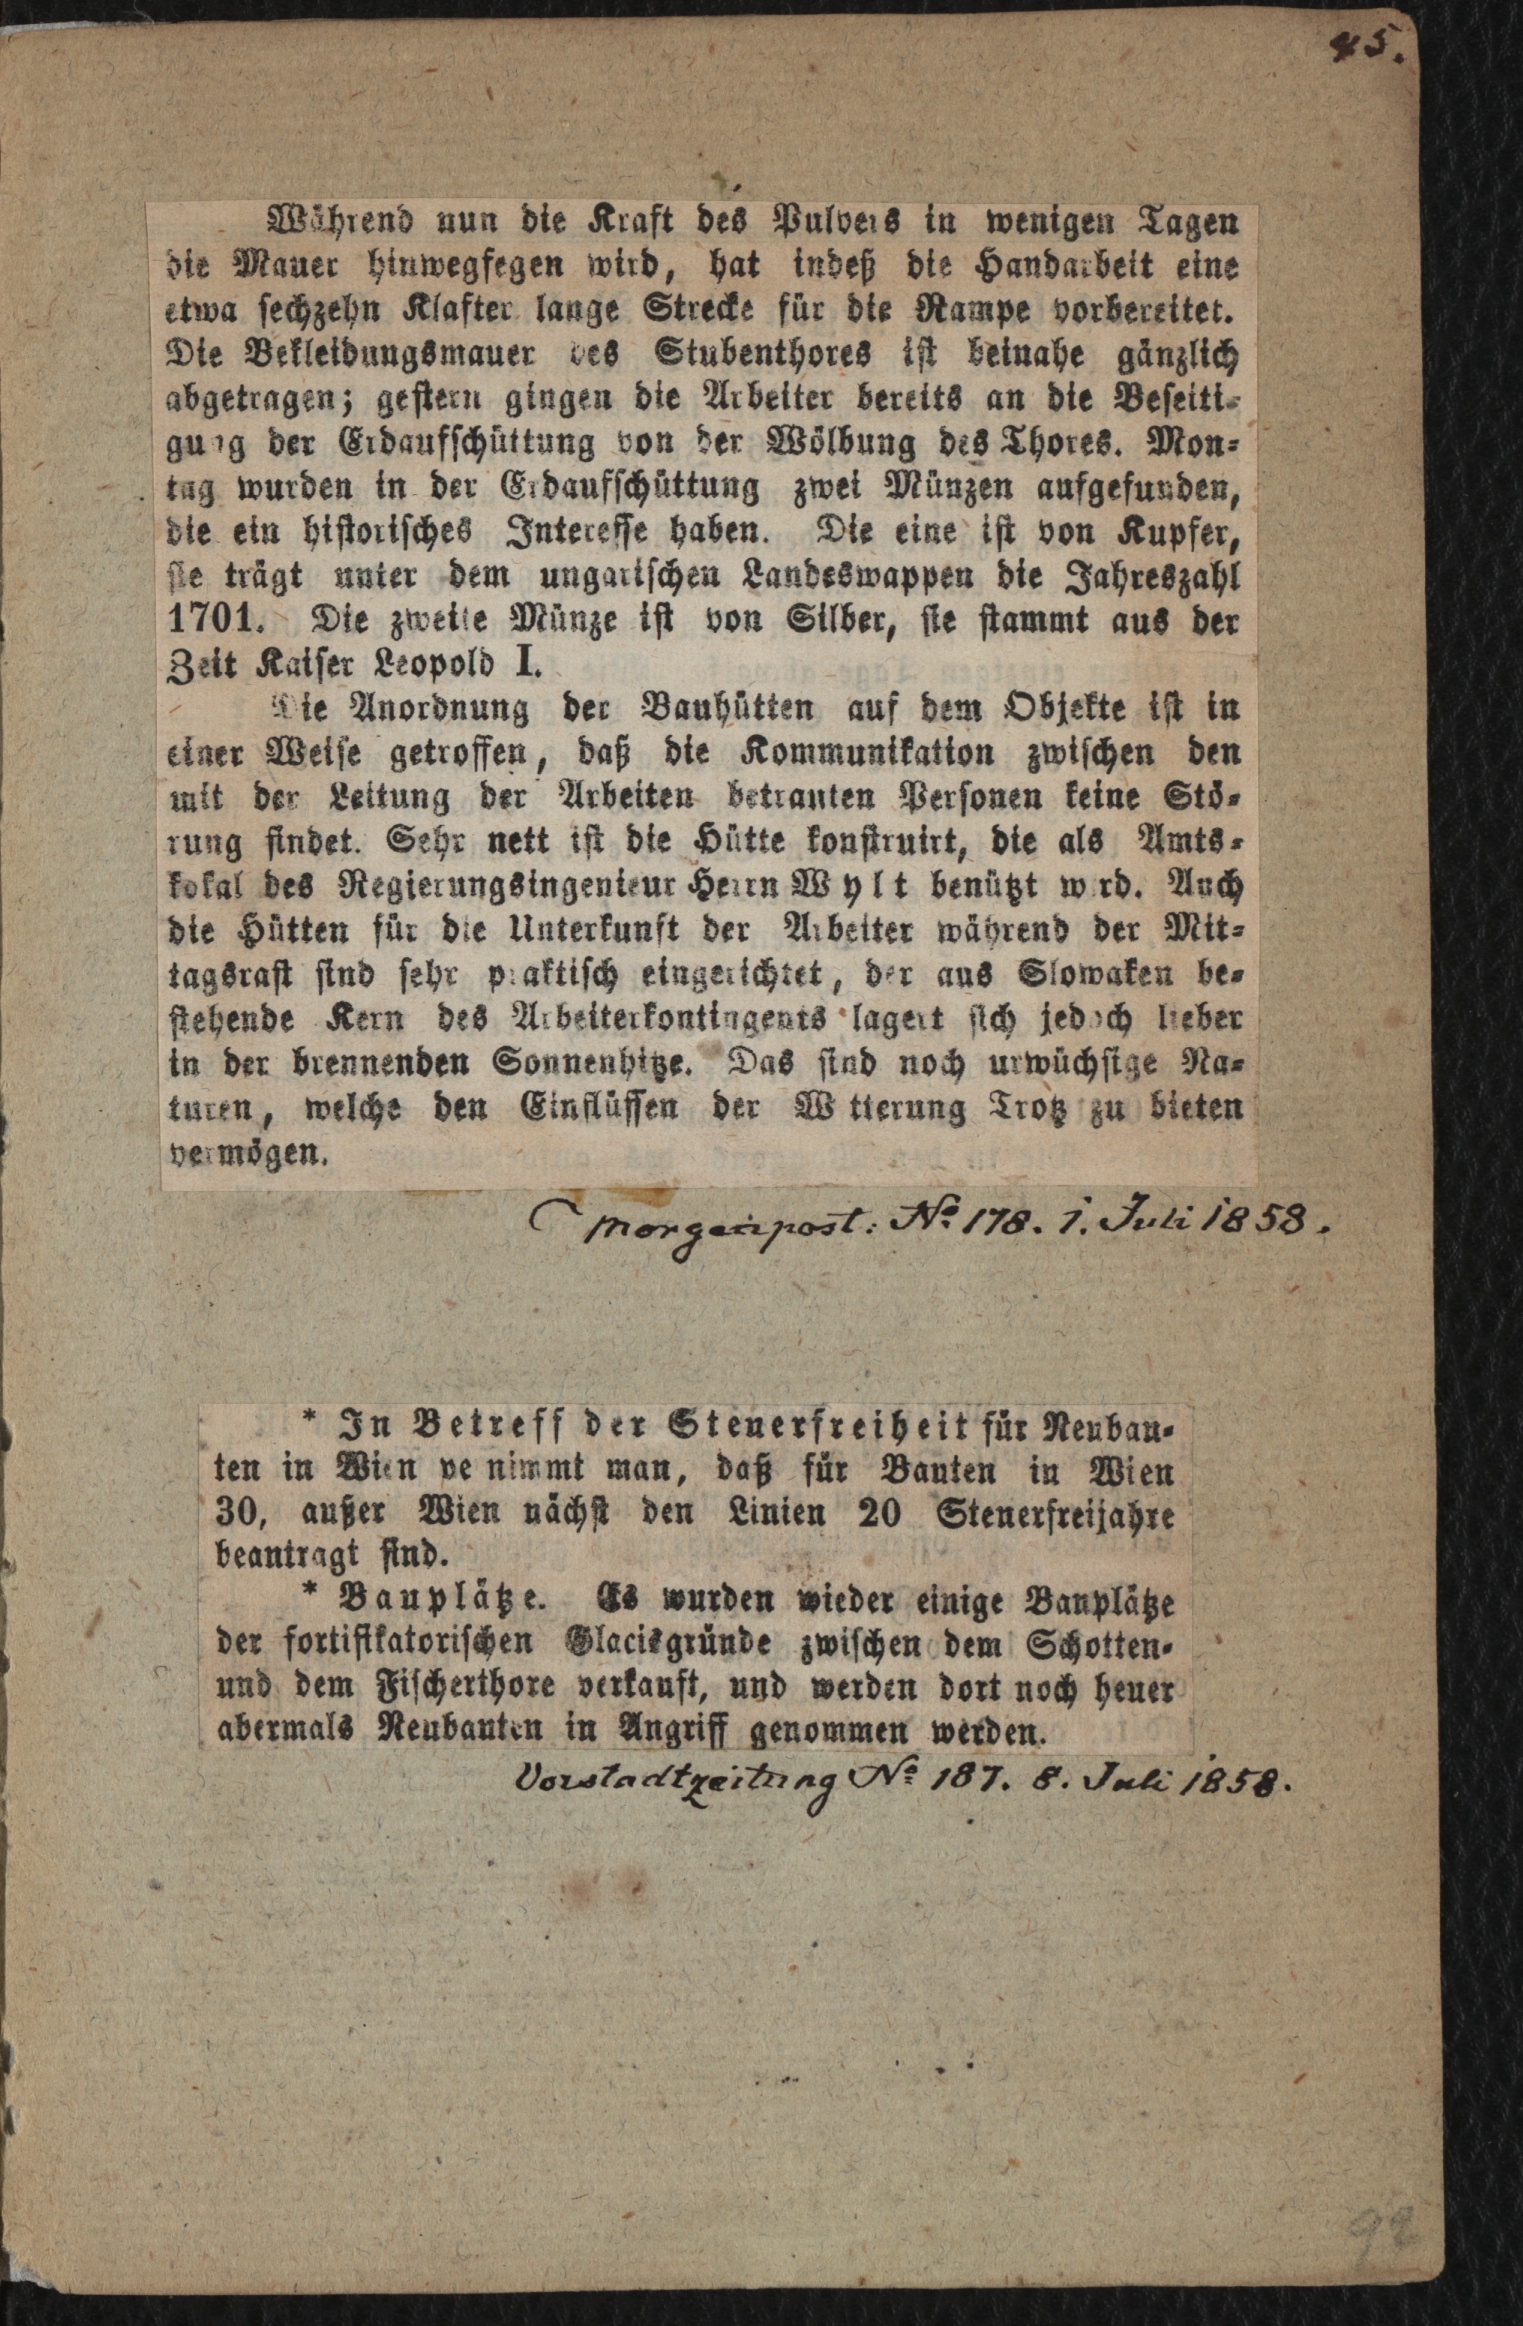 45.
Während nun die Kraft des Pulvers in wenigen Tagen
die Mauer hinwegfegen wird, hat indeß die Handarbeit eine
etwa sechzehn Klafter lange Strecke für die Rampe vorbereitet.
Die Bekleidungsmauer des Stubenthores ist beinahe gänzlich
abgetragen; gestern gingen die Arbeiter bereits an die Beseiti-
gung der Erdaufschüttung von der Wölbung des Thores. Mon-
tag wurden in der Erdaufschüttung zwei Münzen aufgefunden,
die ein historisches Interesse haben. Die eine ist von Kupfer,
sie trägt unter dem ungarischen Landeswappen die Jahreszahl
1701. Die zweite Münze ist von Silber, sie stammt aus der
Zeit Kaiser Leopold I.
Die Anordnung der Bauhütten auf dem Objekte ist in
einer Weise getroffen, daß die Kommunikation zwischen den
mit der Leitung der Arbeiten betrauten Personen keine Stö-
rung findet. Sehr nett ist die Hütte konstruirt, die als Amts-
kokal des Regierungsingenieur Herrn Wylt benützt w rd. Auch
die Hütten für die Unterkunft der Arbeiter während der Mit-
tagsrast sind sehr praktisch eingerichtet, der aus Slowaken be-
stehende Kern des Arbeiterkontingents lagert sich jedoch lieber
in der brennenden Sonnenhitze. Das sind noch urwüchsige Na-
turen, welche den Einflüssen der W tterung Trotz zu bieten
vermögen.
Morgenpost: No. 178. 1. Juli 1858.
* In Betreff der Steuerfreiheit für Neubau-
ten in Wien ve nimmt man, daß für Bauten in Wien
30, außer Wien nächst den Linien 20 Steuerfreijahre
beantragt sind.
* Bauplätze. Es wurden wieder einige Bauplätze
der fortifikatorischen Glacisgründe zwischen dem Schotten-
und dem Fischerthore verkauft, und werden dort noch heuer
abermals Neubauten in Angriff genommen werden.
Vorstadtzeitung No. 187. 8. Juli 1858.
92